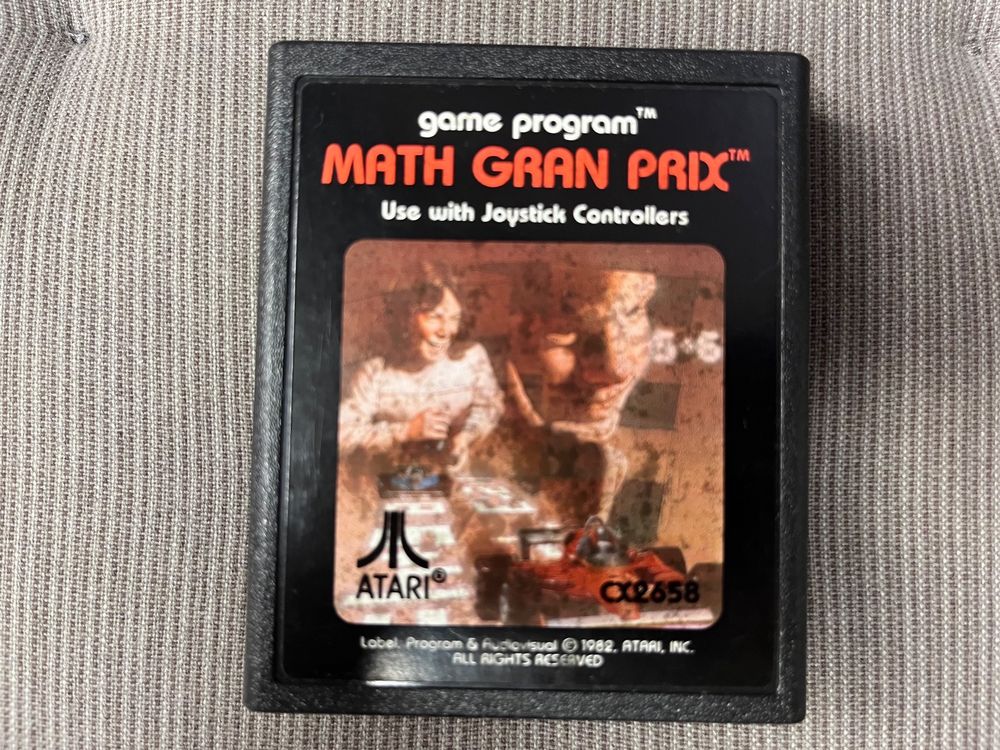 game program™
MATH GRAN PRIX™
Use with Joystick Controllers
6
ATARI®
CX2658
Label, Program & Audiovisual © 1982, ATARI, INC.
ALL RIGHTS RESERVED